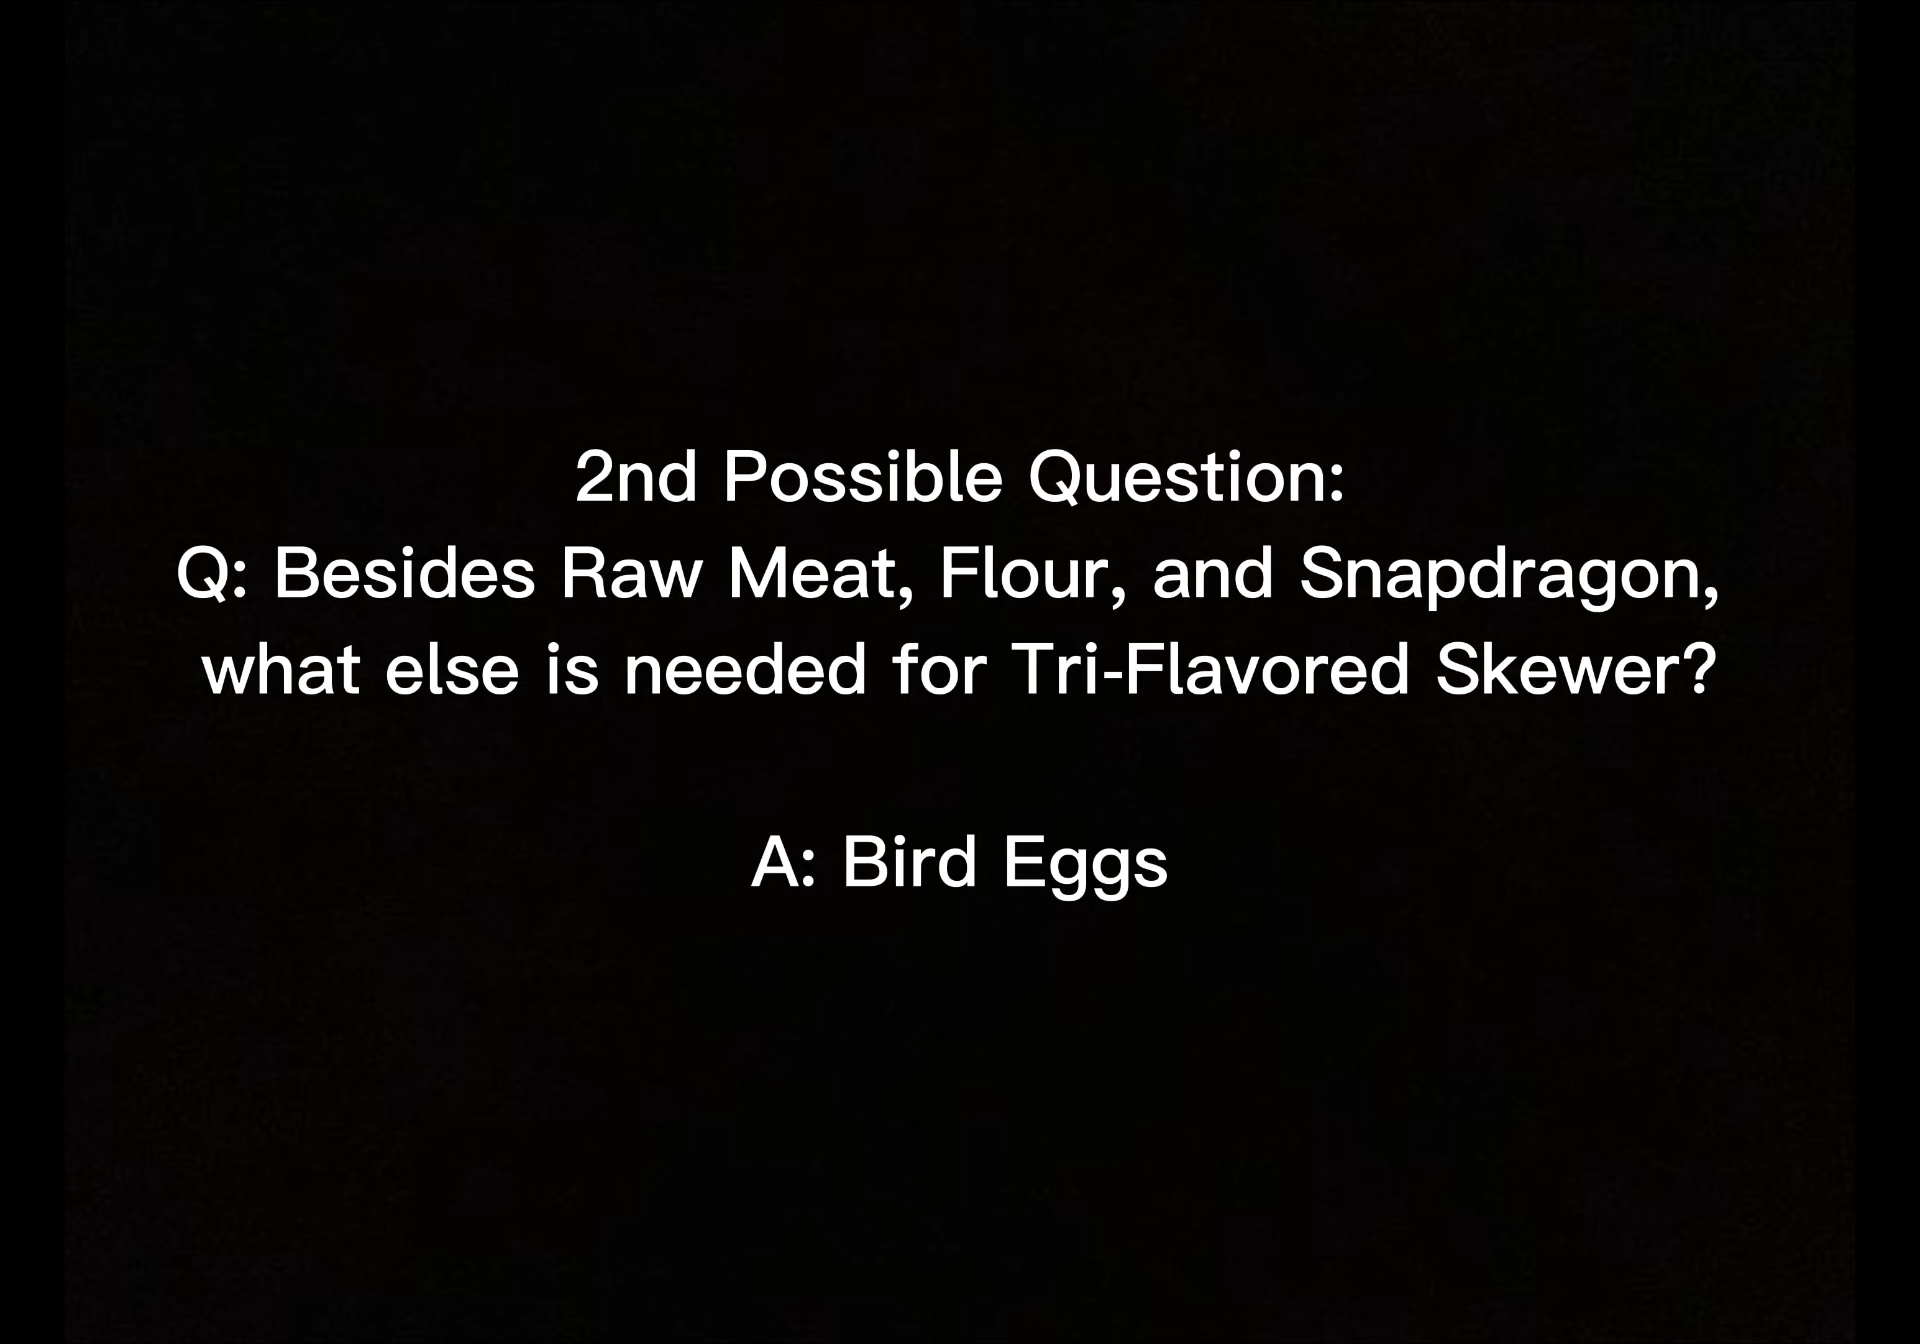 2nd Possible Question:
Q: Besides Raw Meat, Flour, and Snapdragon,
what else is needed for Tri-Flavored Skewer?
A: Bird Eggs